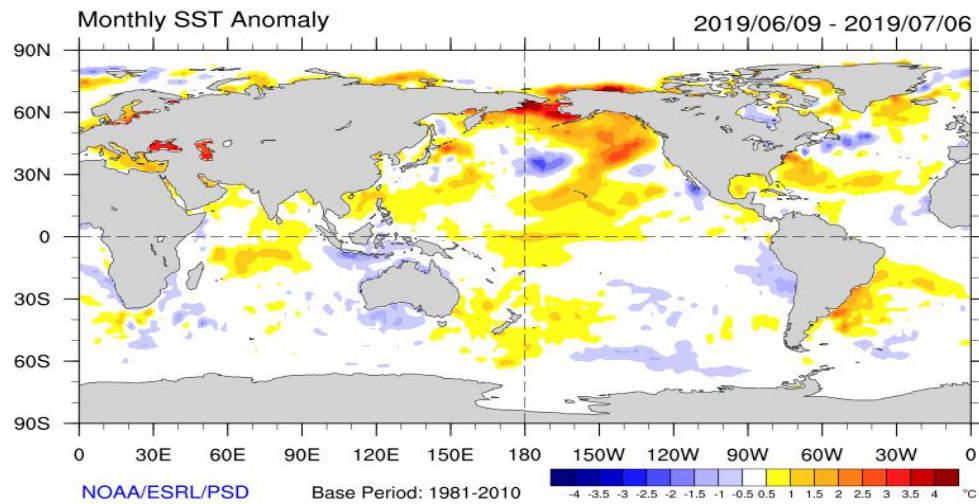 Monthly SST Anomaly 2019/06/09 - 2019/07/06
90N
60N
30N
0
30S
60S
90S
0 30E 60E 90E 120E 150E 180 150W 120W 90W 60W 30W 0
-4 -3.5 -3 -2.5 -2 -1.5 -1 -0.5 0.5 1 1.5 2 2.5 3 3.5 4 °C
NOAA/ESRL/PSD Base Period: 1981-2010